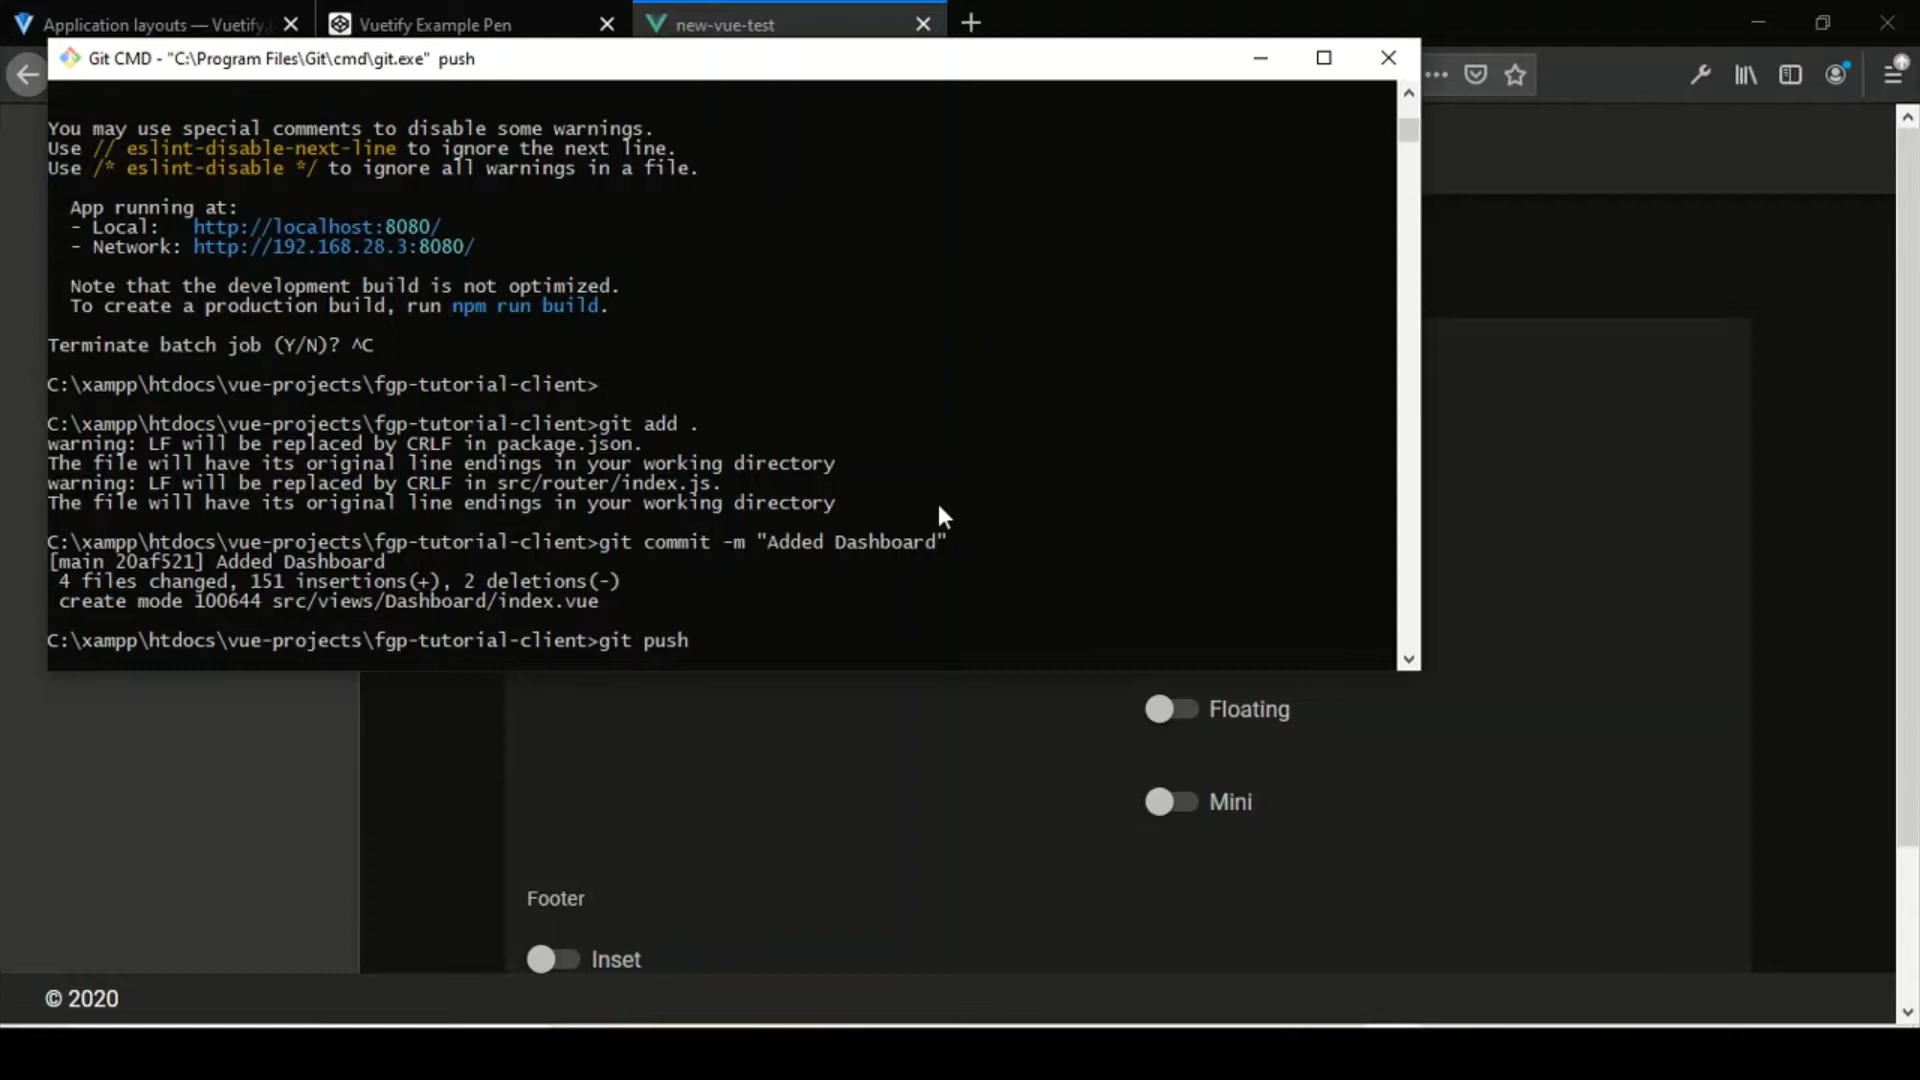 Application layouts — Vuetify.
Vuetify Example Pen
new-vue-test
Git CMD - "C:\Program Files\Git\cmd\git.exe" push
You may use special comments to disable some warnings.
Use // eslint-disable-next-line to ignore the next line.
Use /* eslint-disable */ to ignore all warnings in a file.
App running at:
- Local: http://localhost:8080/
- Network: http://192.168.28.3:8080/
Note that the development build is not optimized.
To create a production build, run npm run build.
Terminate batch job (Y/N)? ^C
C:\xampp\htdocs\vue-projects\fgp-tutorial-client>
C:\xampp\htdocs\vue-projects\fgp-tutorial-client>git add .
warning: LF will be replaced by CRLF in package.json.
The file will have its original line endings in your working directory
warning: LF will be replaced by CRLF in src/router/index.js.
The file will have its original line endings in your working directory
C:\xampp\htdocs\vue-projects\fgp-tutorial-client>git commit -m "Added Dashboard"
[main 20af521] Added Dashboard
4 files changed, 151 insertions(+), 2 deletions(-)
create mode 100644 src/views/Dashboard/index.vue
C:\xampp\htdocs\vue-projects\fgp-tutorial-client>git push
Floating
Mini
Footer
Inset
© 2020